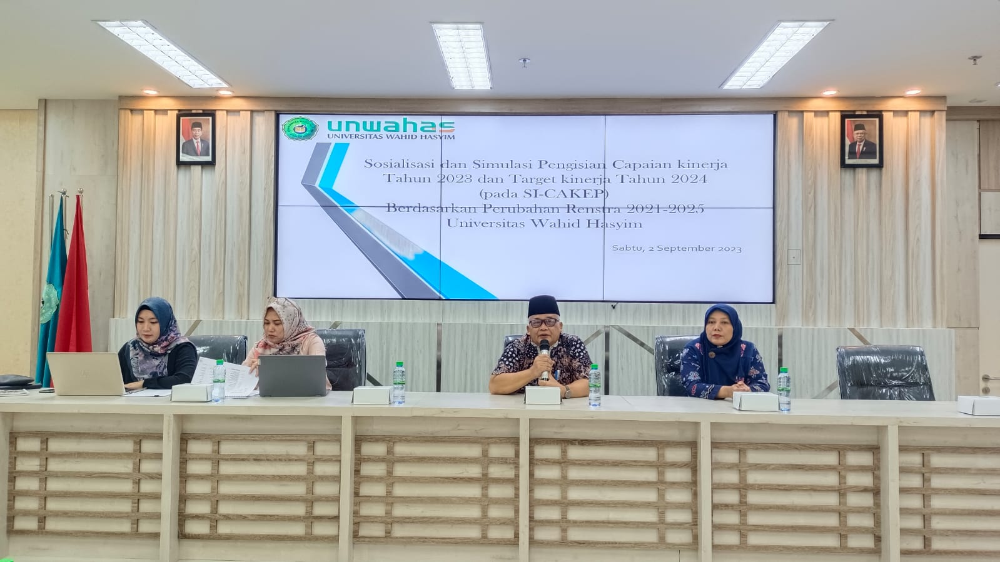 unwahas
UNIVERSITAS WAHID HASYIM
Sosialisasi dan Simulasi Pengisian Capaian kinerja
Tahun 2023 dan Target kinerja Tahun 2024
(pada SI-CAKEP)
Berdasarkan Perubahan Renstra 2021-2025
Universitas Wahid Hasyim
Sabtu, 2 September 2023